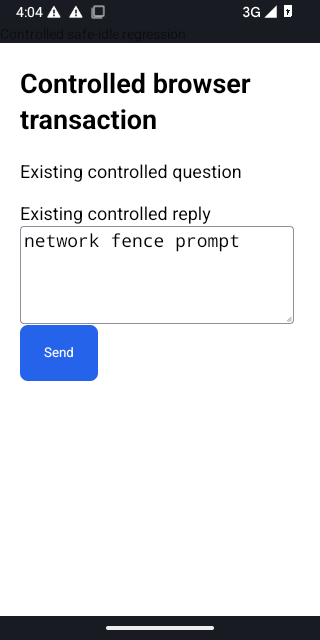 4:04 3G
Controlled safe-idle regression
Controlled browser
transaction
Existing controlled question
Existing controlled reply
network fence prompt
Send